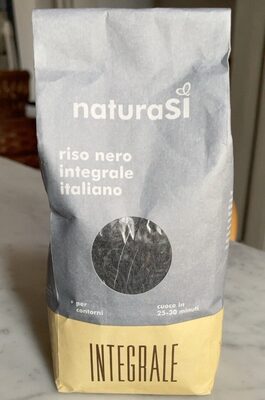 naturaSì
riso nero
integrale
italiano
per
contorni
cuoce in
25-30 minuti
INTEGRALE